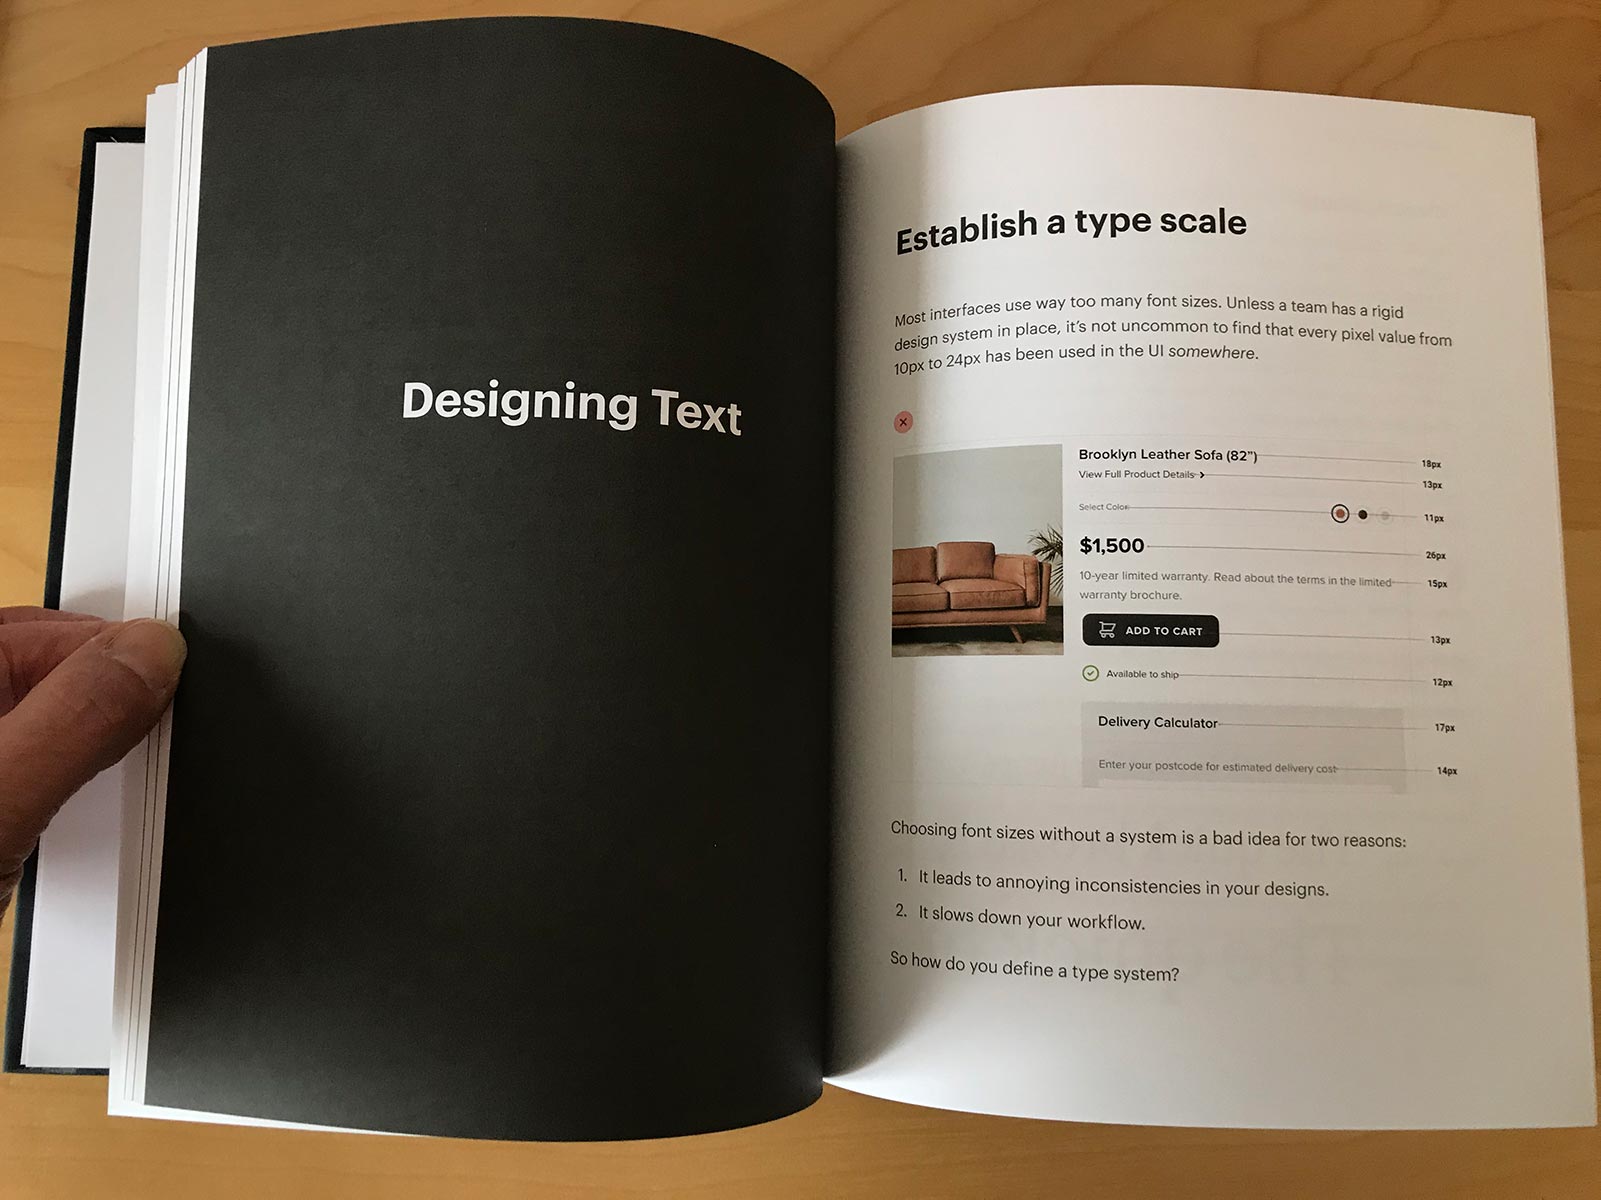 Designing Text
Establish a type scale
Most interfaces use way too many font sizes. Unless a team has a rigid
design system in place, it's not uncommon to find that every pixel value from
10px to 24px has been used in the UI somewhere.
Brooklyn Leather Sofa (82")
18px
View Full Product Details
13px
Select Color
11px
$1,500
26px
10-year limited warranty. Read about the terms in the limited
15px
warranty brochure.
ADD TO CART
13px
Available to ship
12px
Delivery Calculator
17px
Enter your postcode for estimated delivery cost
14px
Choosing font sizes without a system is a bad idea for two reasons:
1. It leads to annoying inconsistencies in your designs.
2. It slows down your workflow.
So how do you define a type system?